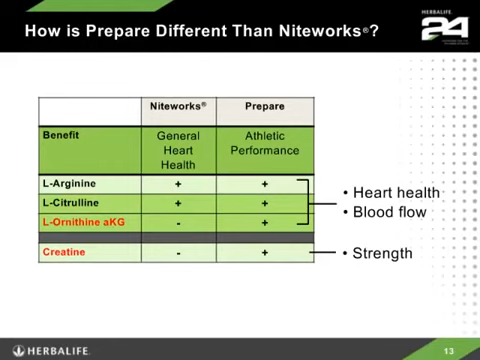 HERBALIFE
24
How is Prepare Different Than Niteworks®?
Niteworks® Prepare
Benefit General Heart Health Athletic Performance
L-Arginine + +
L-Citrulline + +
L-Ornithine aKG - +
Creatine - +
• Heart health
• Blood flow
• Strength
HERBALIFE.
13